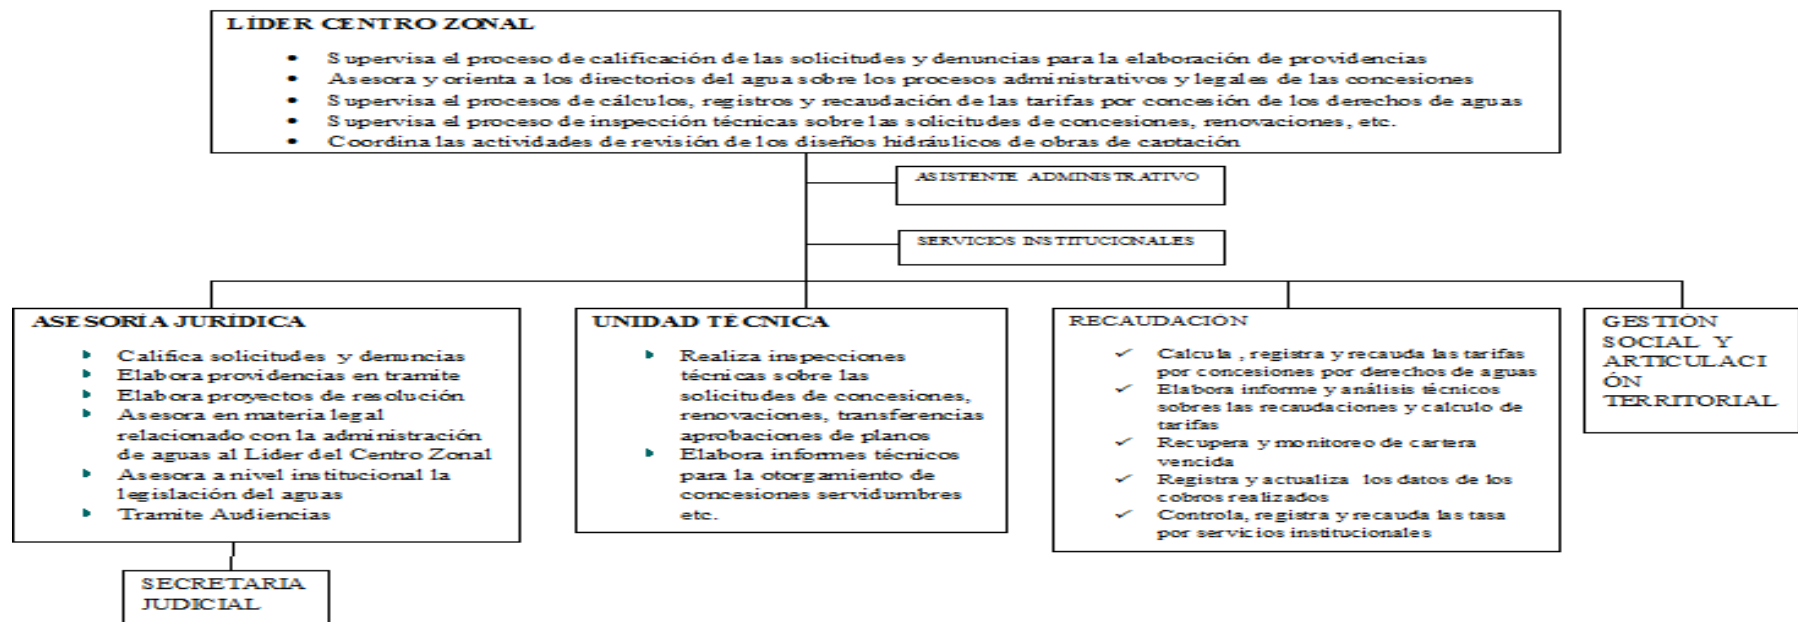 LÍDER CENTRO ZONAL
• Supervisa el proceso de calificación de las solicitudes y denuncias para la elaboración de providencias
• Asesora y orienta a los directorios del agua sobre los procesos administrativos y legales de las concesiones
• Supervisa el procesos de cálculos, registros y recaudación de las tarifas por concesión de los derechos de aguas
• Supervisa el proceso de inspección técnicas sobre las solicitudes de concesiones, renovaciones, etc.
• Coordina las actividades de revisión de los diseños hidráulicos de obras de captación
ASISTENTE ADMINISTRATIVO
SERVICIOS INSTITUCIONALES
ASESORÍA JURÍDICA
Califica solicitudes y denuncias
Elabora providencias en tramite
Elabora proyectos de resolución
Asesora en materia legal
relacionado con la administración
de aguas al Líder del Centro Zonal
Asesora a nivel institucional la
legislación del aguas
Tramite Audiencias
SECRETARIA
JUDICIAL
UNIDAD TÉCNICA
Realiza inspecciones
técnicas sobre las
solicitudes de concesiones,
renovaciones, transferencias
aprobaciones de planos
Elabora informes técnicos
para la otorgamiento de
concesiones servidumbres
etc.
RECAUDACION
✓ Calcula , registra y recauda las tarifas
por concesiones por derechos de aguas
✓ Elabora informe y análisis técnicos
sobres las recaudaciones y calculo de
tarifas
✓ Recupera y monitoreo de cartera
vencida
✓ Registra y actualiza los datos de los
cobros realizados
✓ Controla, registra y recauda las tasa
por servicios institucionales
GESTIÓN
SOCIAL Y
ARTICULACI
ÓN
TERRITORIAL